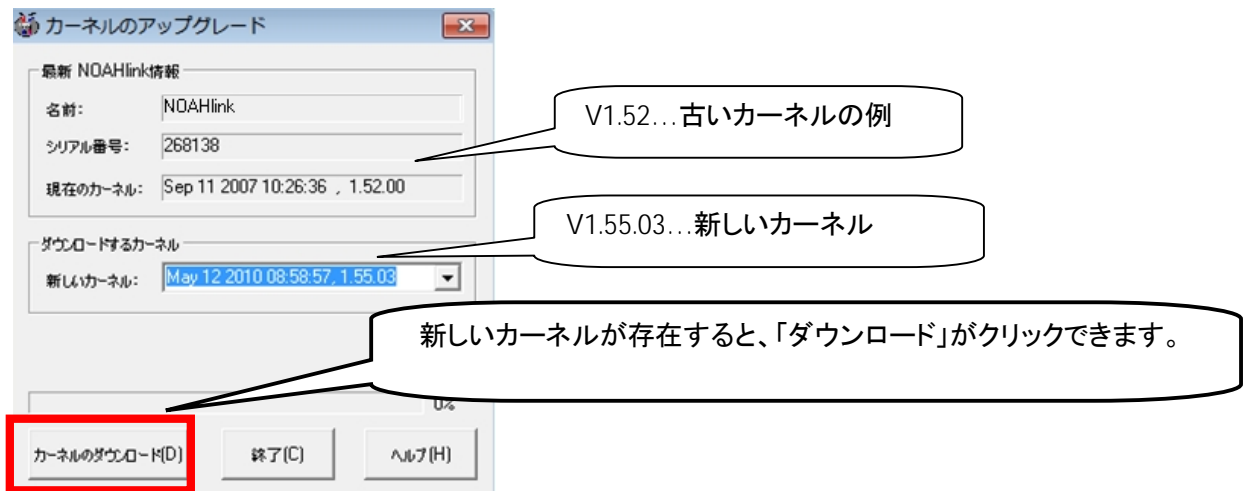 カーネルのアップグレード
最新 NOAHlink情報
名前: NOAHlink
V1.52…古いカーネルの例
シリアル番号: 268138
現在のカーネル: Sep 11 2007 10:26:36 , 1.52.00
V1.55.03…新しいカーネル
ダウンロードするカーネル
新しいカーネル: May 12 2010 08:58:57, 1.55.03
新しいカーネルが存在すると、「ダウンロード」がクリックできます。
0%
カーネルのダウンロード(D) 終了(C) ヘルプ(H)